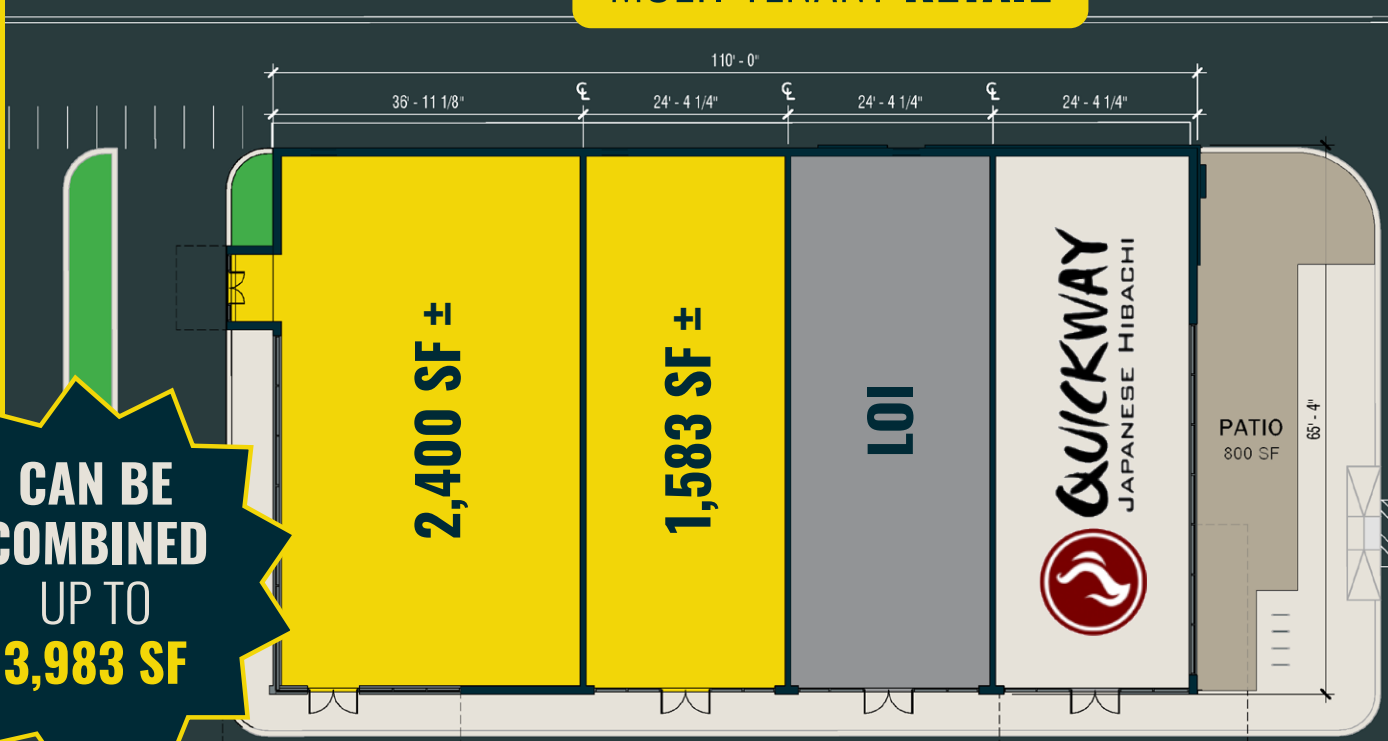 110' - 0"
36' - 11 1/8"
℄
24' - 4 1/4"
℄
24' - 4 1/4"
℄
24' - 4 1/4"
2,400 SF ±
1,583 SF ±
LOI
QUICKWAY
JAPANESE HIBACHI
PATIO
800 SF
65' - 4"
CAN BE
COMBINED
UP TO
3,983 SF